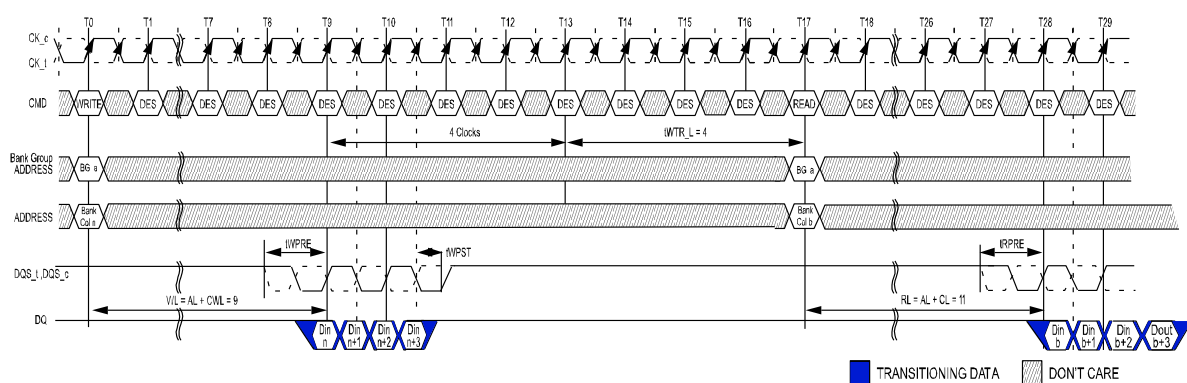 T0 T1 T7 T8 T9 T10 T11 T12 T13 T14 T15 T16 T17 T18 T26 T27 T28 T29
CK_c
CK_t
CMD WRITE DES DES DES DES DES DES DES DES DES DES DES READ DES DES DES DES DES
4 Clocks tWTR_L = 4
Bank Group
ADDRESS BG a BG a
ADDRESS Bank
Col n Bank
Col b
tWPRE tWPST tRPRE
DQS_t ,DQS_c
WL = AL + CWL = 9 RL = AL + CL = 11
DQ Din
n Din
n+1 Din
n+2 Din
n+3 Din
b Din
b+1 Din
b+2 Dout
b+3
TRANSITIONING DATA DON'T CARE